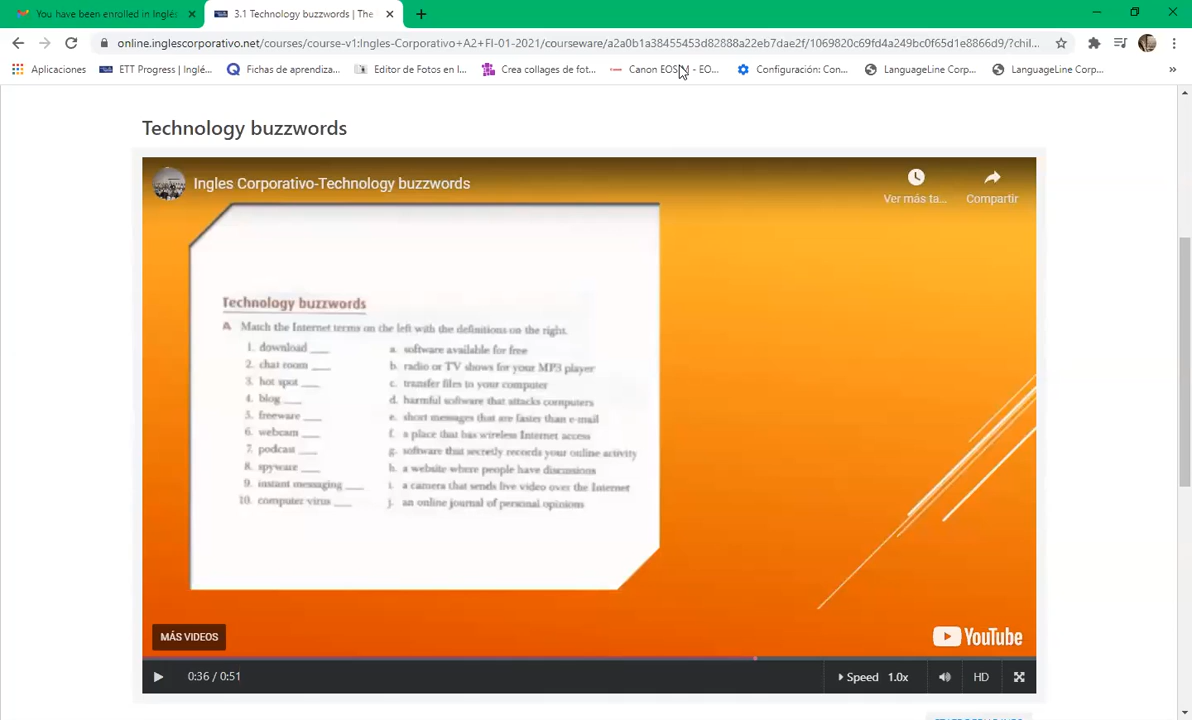 You have been enrolled in Inglés
3.1 Technology buzzwords | The
online.inglescorporativo.net/courses/course-v1:Ingles-Corporativo+A2+FI-01-2021/courseware/a2a0b1a38455453d82888a22eb7dae2f/1069820c69fd4a249bc0f65d1e8866d9/?chil...
Aplicaciones
ETT Progress | Inglé...
Fichas de aprendiza...
Editor de Fotos en l...
Crea collages de fot...
Canon EOS M - EO...
Configuración: Con...
LanguageLine Corp...
LanguageLine Corp...
»
Technology buzzwords
Ingles Corporativo-Technology buzzwords
Ver más ta...
Compartir
Technology buzzwords
A Match the Internet terms on the left with the definitions on the right.
1. download ___ a. software available for free
2. chat room ___ b. radio or TV shows for your MP3 player
3. hot spot ___ c. transfer files to your computer
4. blog ___ d. harmful software that attacks computers
5. freeware ___ e. short messages that are faster than e-mail
6. webcam ___ f. a place that has wireless Internet access
7. podcast ___ g. software that secretly records your online activity
8. spyware ___ h. a website where people have discussions
9. instant messaging ___ i. a camera that sends live video over the Internet
10. computer virus ___ j. an online journal of personal opinions
MÁS VIDEOS
YouTube
0:36 / 0:51
Speed 1.0x
HD